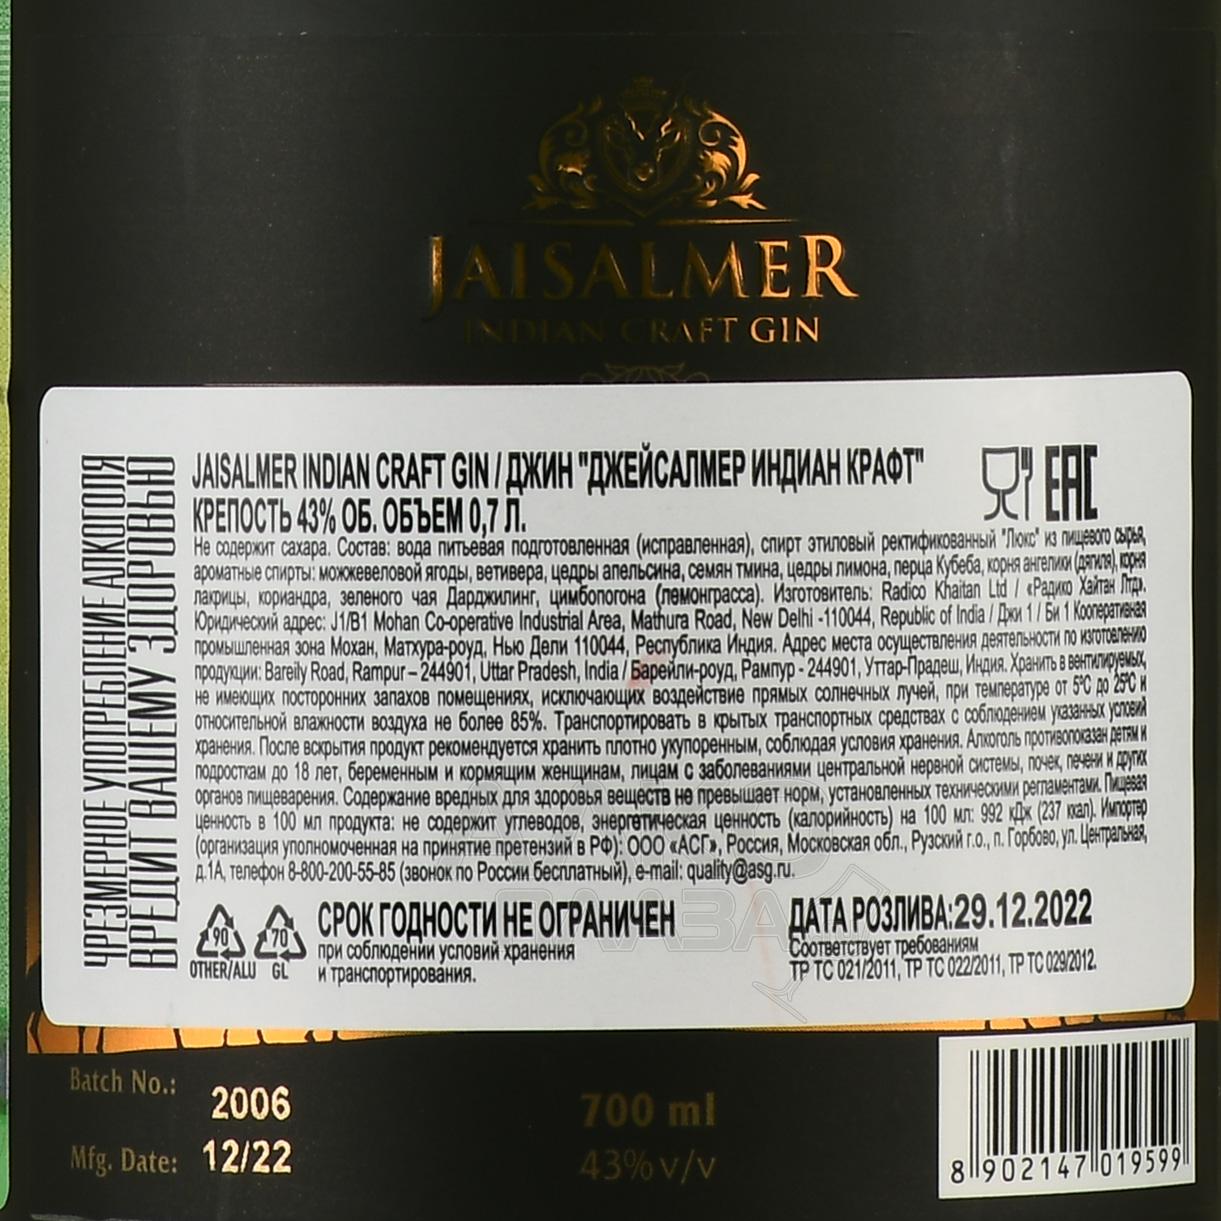 JAISALMER
INDIAN CRAFT GIN
ЧРЕЗМЕРНОЕ УПОТРЕБЛЕНИЕ АЛКОГОЛЯ
ВРЕДИТ ВАШЕМУ ЗДОРОВЬЮ
JAISALMER INDIAN CRAFT GIN / ДЖИН "ДЖЕЙСАЛМЕР ИНДИАН КРАФТ"
КРЕПОСТЬ 43% ОБ. ОБЪЕМ 0,7 Л.
EAC
Не содержит сахара. Состав: вода питьевая подготовленная (исправленная), спирт этиловый ректификованный "Люкс" из пищевого сырья,
ароматные спирты: можжевеловой ягоды, ветивера, цедры апельсина, семян тмина, цедры лимона, перца Кубеба, корня ангелики (дягиля), корня
лакрицы, кориандра, зеленого чая Дарджилинг, цимбопогона (лемонграсса). Изготовитель: Radico Khaitan Ltd / «Радико Хайтан Лтд».
Юридический адрес: J1/B1 Mohan Co-operative Industrial Area, Mathura Road, New Delhi -110044, Republic of India / Джи 1 / Би 1 Кооперативная
промышленная зона Мохан, Матхура-роуд, Нью Дели 110044, Республика Индия. Адрес места осуществления деятельности по изготовлению
продукции: Bareily Road, Rampur – 244901, Uttar Pradesh, India / Барейли-роуд, Рампур - 244901, Уттар-Прадеш, Индия. Хранить в вентилируемых,
не имеющих посторонних запахов помещениях, исключающих воздействие прямых солнечных лучей, при температуре от 5°С до 25°С и
относительной влажности воздуха не более 85%. Транспортировать в крытых транспортных средствах с соблюдением указанных условий
хранения. После вскрытия продукт рекомендуется хранить плотно укупоренным, соблюдая условия хранения. Алкоголь противопоказан детям и
подросткам до 18 лет, беременным и кормящим женщинам, лицам с заболеваниями центральной нервной системы, почек, печени и других
органов пищеварения. Содержание вредных для здоровья веществ не превышает норм, установленных техническими регламентами. Пищевая
ценность в 100 мл продукта: не содержит углеводов, энергетическая ценность (калорийность) на 100 мл: 992 кДж (237 ккал). Импортер
(организация уполномоченная на принятие претензий в РФ): ООО «АСГ», Россия, Московская обл., Рузский г.о., п. Горбово, ул. Центральная,
д.1А, телефон 8-800-200-55-85 (звонок по России бесплатный), e-mail: quality@asg.ru.
90
OTHER/ALU
70
GL
СРОК ГОДНОСТИ НЕ ОГРАНИЧЕН
при соблюдении условий хранения
и транспортирования.
ДАТА РОЗЛИВА:29.12.2022
Соответствует требованиям
ТР ТС 021/2011, ТР ТС 022/2011, ТР ТС 029/2012.
Batch No.: 2006
Mfg. Date: 12/22
700 ml
43% v/v
8 902147 019599